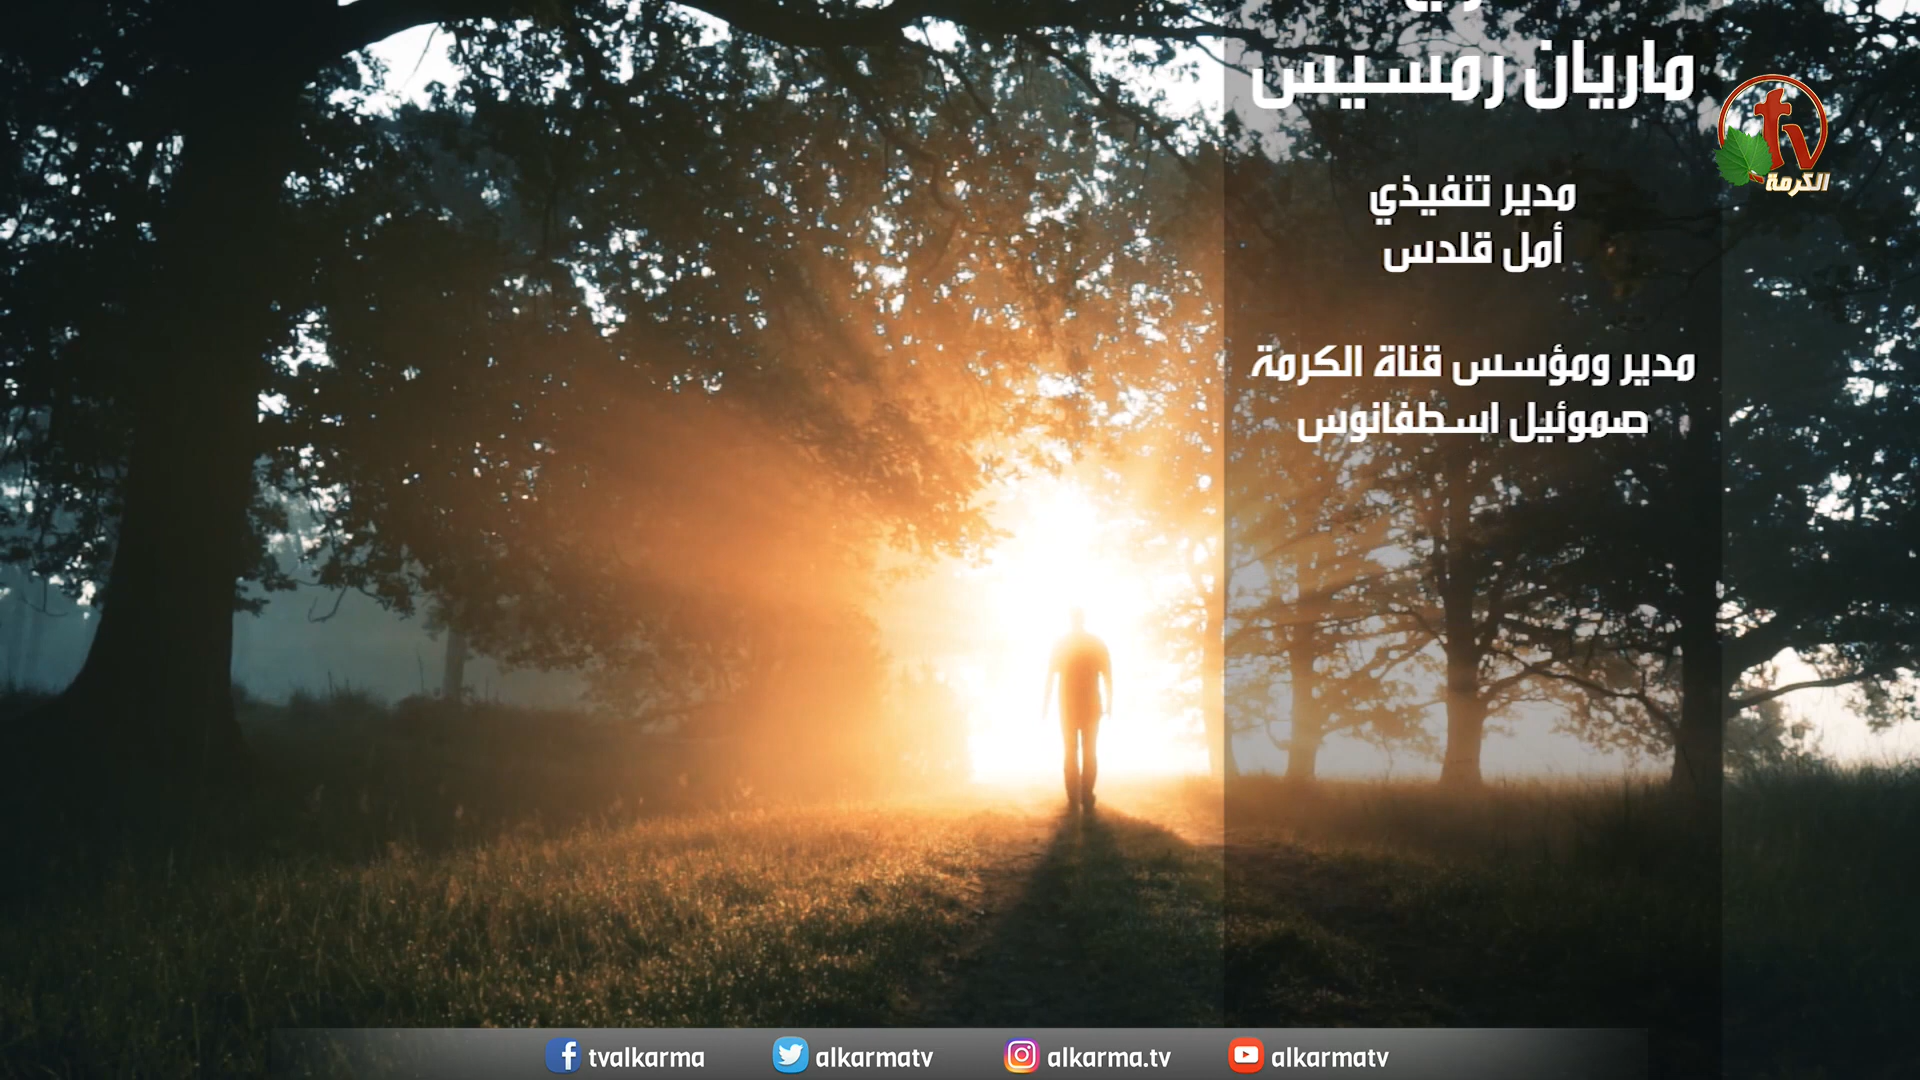 ماريان رمسيس
مدير تنفيذي
أمل قلدس
مدير ومؤسس قناة الكرمة
صموئيل اسطفانوس
tv
الكرمة
tvalkarma
alkarmatv
alkarma.tv
alkarmatv